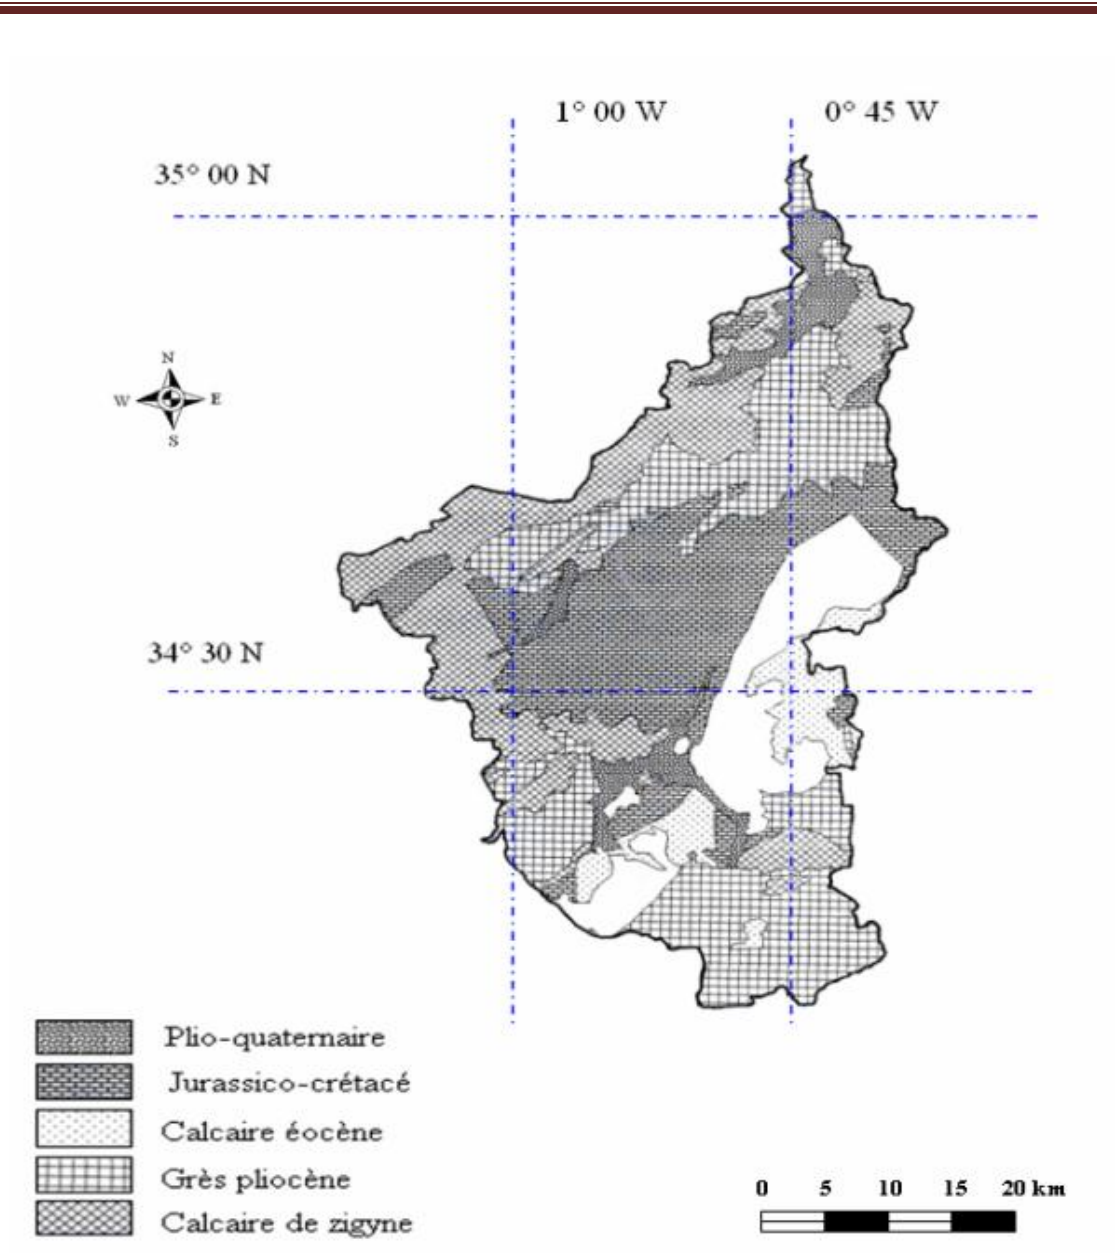 1° 00 W 0° 45 W
35° 00 N
N
W E
S
34° 30 N
Plio-quaternaire
Jurassico-crétacé
Calcaire éocène
Grès pliocène
Calcaire de zigyne
0 5 10 15 20 km